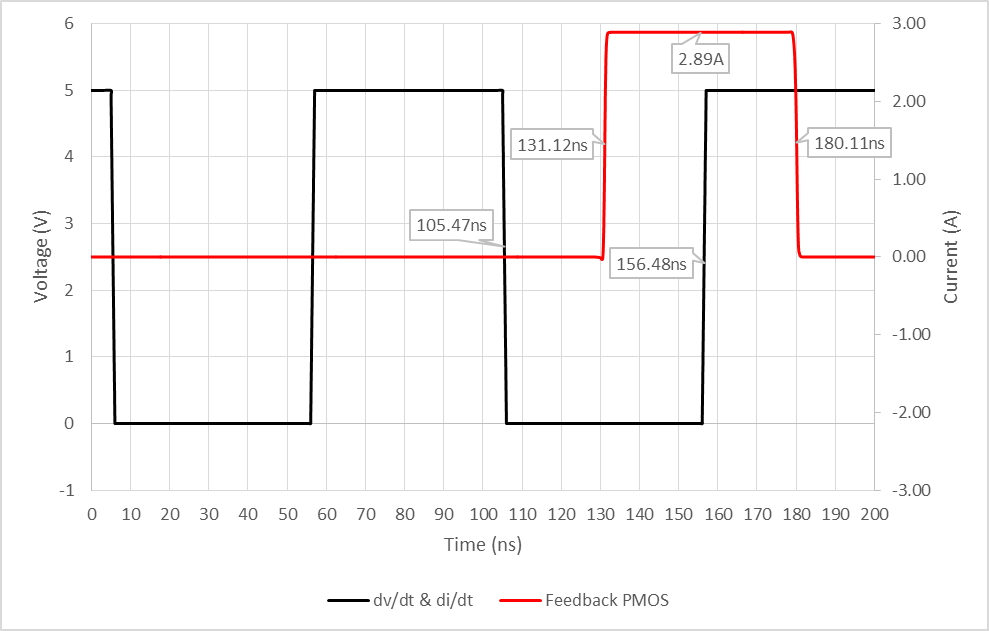 6
5
4
3
2
1
0
-1
Voltage (V)
3.00
2.00
1.00
0.00
-1.00
-2.00
-3.00
Current (A)
2.89A
131.12ns
180.11ns
105.47ns
156.48ns
0 10 20 30 40 50 60 70 80 90 100 110 120 130 140 150 160 170 180 190 200
Time (ns)
dv/dt & di/dt Feedback PMOS